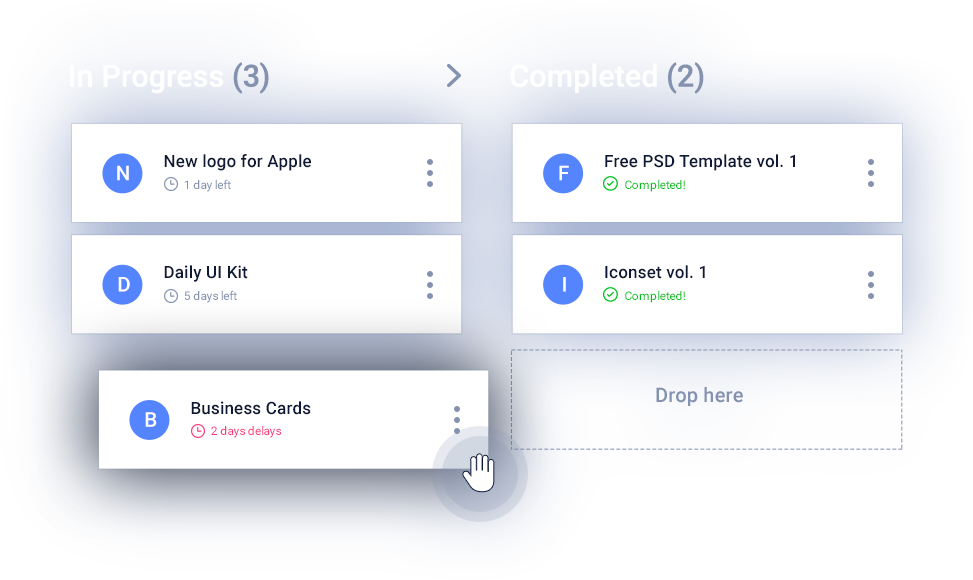 In Progress (3)
N
New logo for Apple
1 day left
D
Daily UI Kit
5 days left
B
Business Cards
2 days delays
Completed (2)
F
Free PSD Template vol. 1
Completed!
I
Iconset vol. 1
Completed!
Drop here